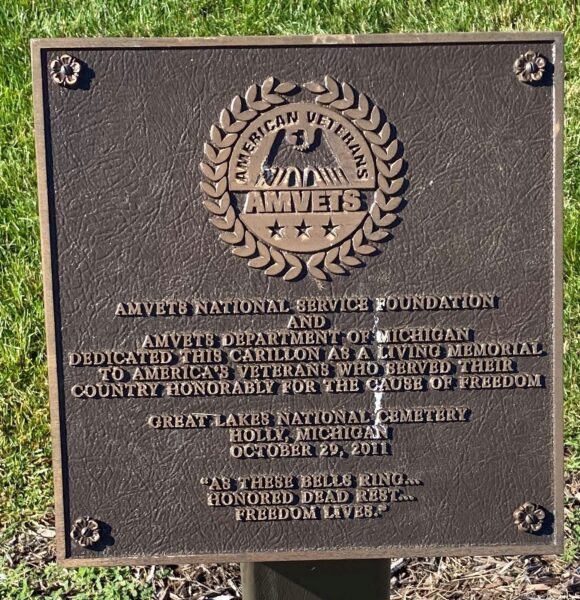 AMERICAN VETERANS
AMVETS
AMVETS NATIONAL SERVICE FOUNDATION
AND
AMVETS DEPARTMENT OF MICHIGAN
DEDICATED THIS CARILLON AS A LIVING MEMORIAL
TO AMERICA'S VETERANS WHO SERVED THEIR
COUNTRY HONORABLY FOR THE CAUSE OF FREEDOM
GREAT LAKES NATIONAL CEMETERY
HOLLY, MICHIGAN
OCTOBER 29, 2011
"AS THESE BELLS RING...
HONORED DEAD REST...
FREEDOM LIVES."